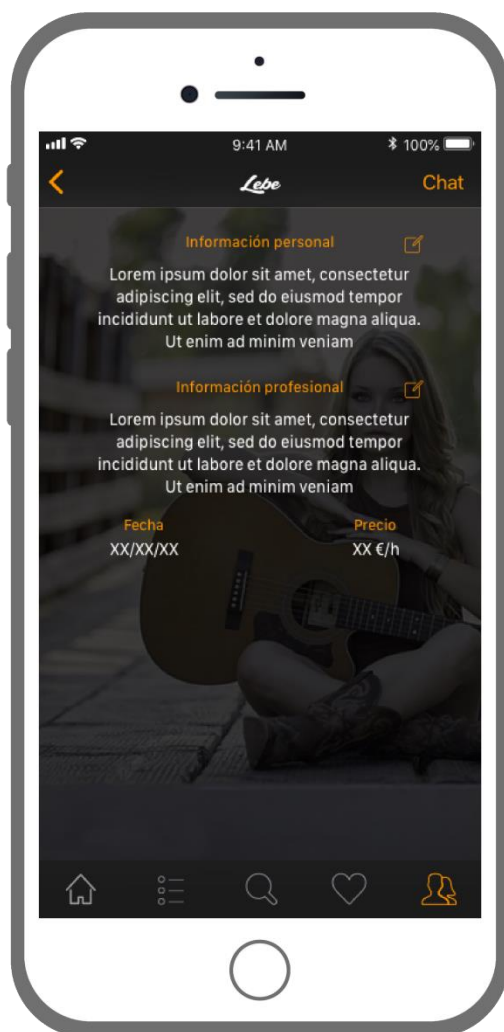 9:41 AM
100%
Lebe
Chat
Información personal
Lorem ipsum dolor sit amet, consectetur
adipiscing elit, sed do eiusmod tempor
incididunt ut labore et dolore magna aliqua.
Ut enim ad minim veniam
Información profesional
Lorem ipsum dolor sit amet, consectetur
adipiscing elit, sed do eiusmod tempor
incididunt ut labore et dolore magna aliqua.
Ut enim ad minim veniam
Fecha
Precio
XX/XX/XX
XX €/h